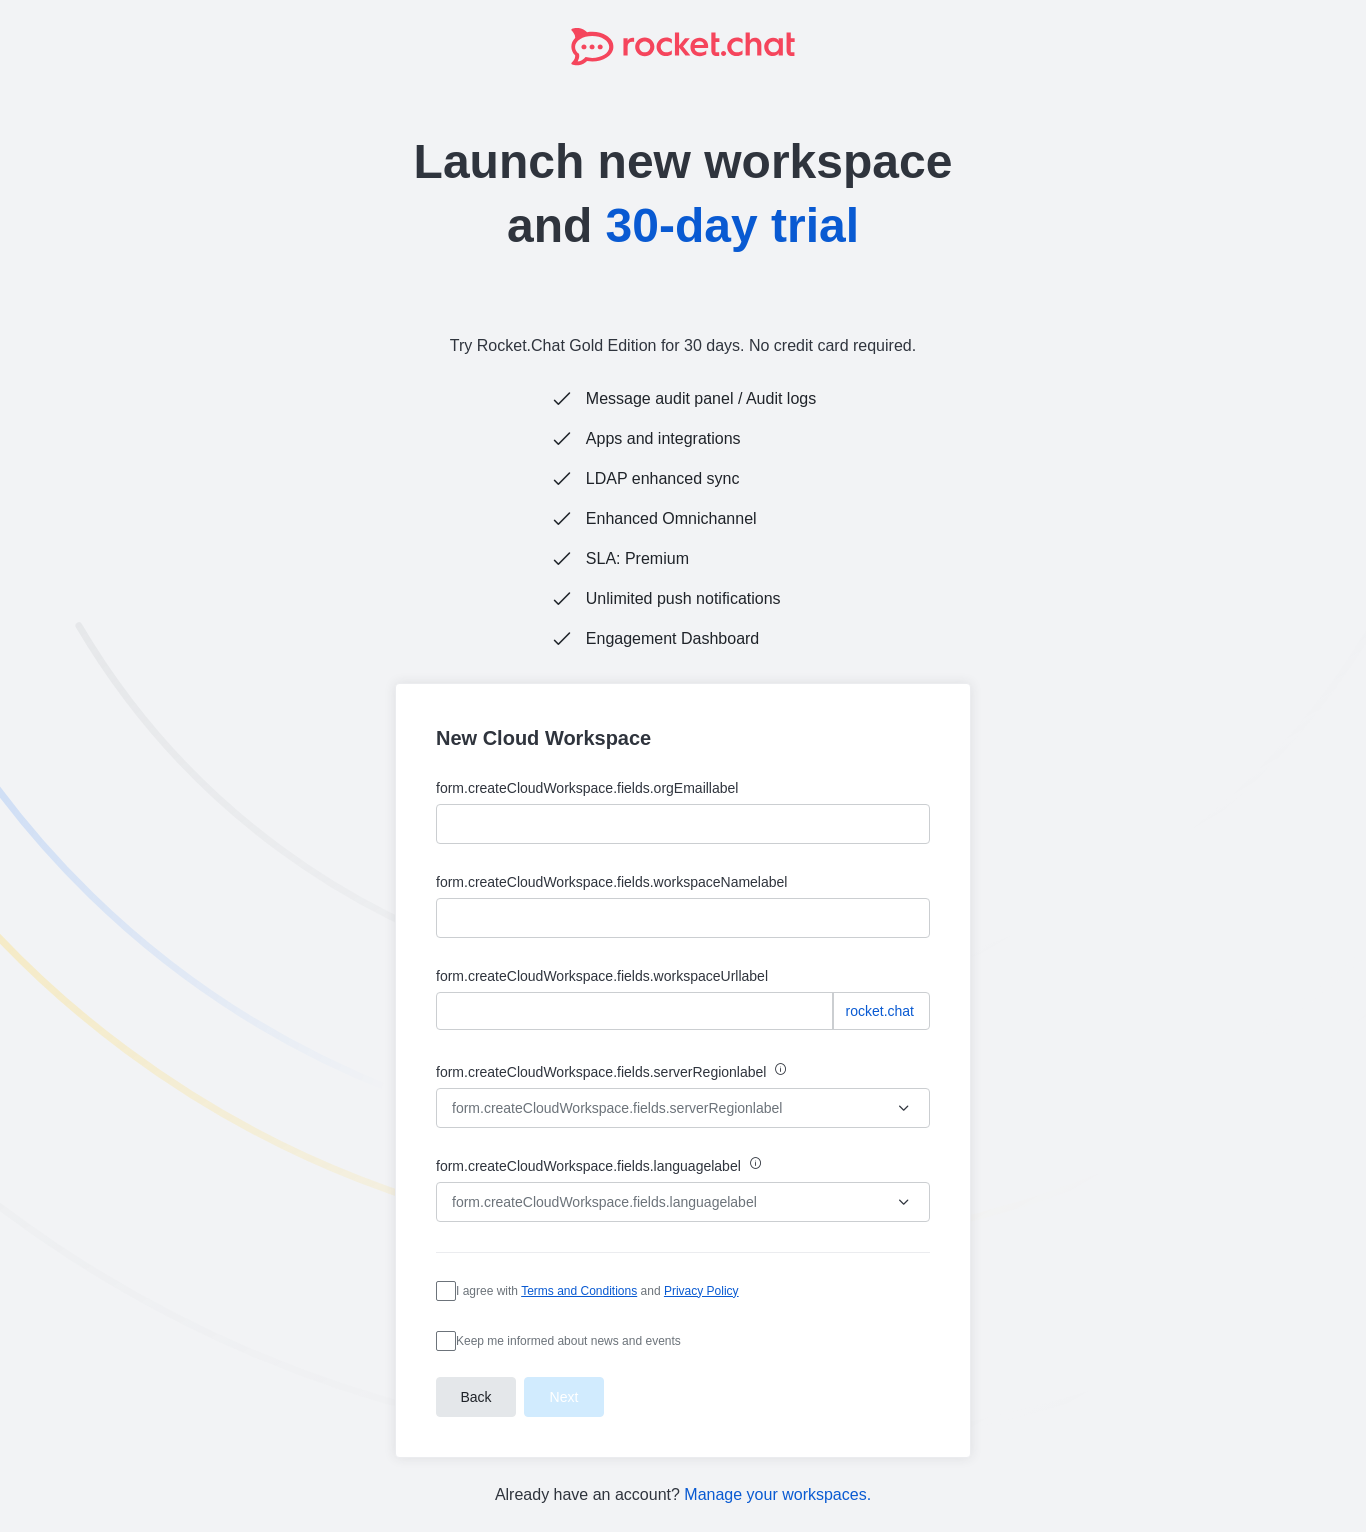 rocket.chat
Launch new workspace
and 30-day trial
Try Rocket.Chat Gold Edition for 30 days. No credit card required.
Message audit panel / Audit logs
Apps and integrations
LDAP enhanced sync
Enhanced Omnichannel
SLA: Premium
Unlimited push notifications
Engagement Dashboard
New Cloud Workspace
form.createCloudWorkspace.fields.orgEmaillabel
form.createCloudWorkspace.fields.workspaceNamelabel
form.createCloudWorkspace.fields.workspaceUrllabel
rocket.chat
form.createCloudWorkspace.fields.serverRegionlabel
form.createCloudWorkspace.fields.serverRegionlabel
form.createCloudWorkspace.fields.languagelabel
form.createCloudWorkspace.fields.languagelabel
I agree with Terms and Conditions and Privacy Policy
Keep me informed about news and events
Back Next
Already have an account? Manage your workspaces.